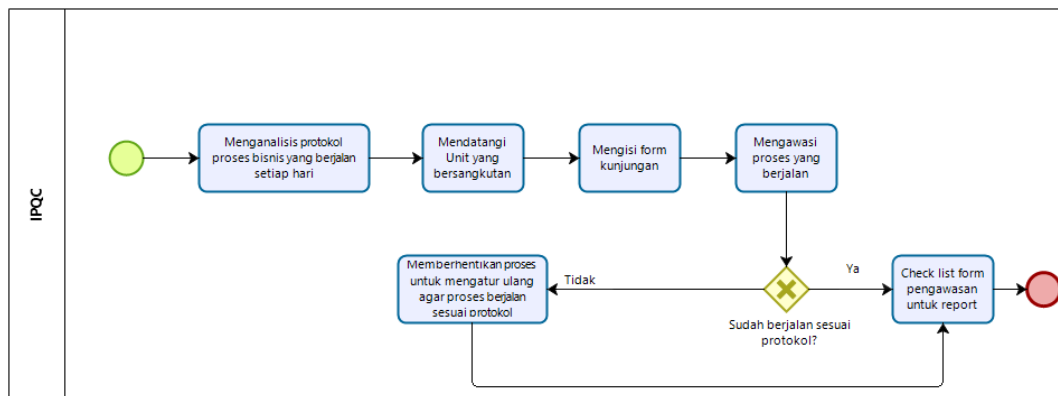 IPQC
Menganalisis protokol
proses bisnis yang berjalan
setiap hari
Mendatangi
Unit yang
bersangkutan
Mengisi form
kunjungan
Mengawasi
proses yang
berjalan
Memberhentikan proses
untuk mengatur ulang
agar proses berjalan
sesuai protokol
Tidak
Ya
Sudah berjalan sesuai
protokol?
Check list form
pengawasan
untuk report